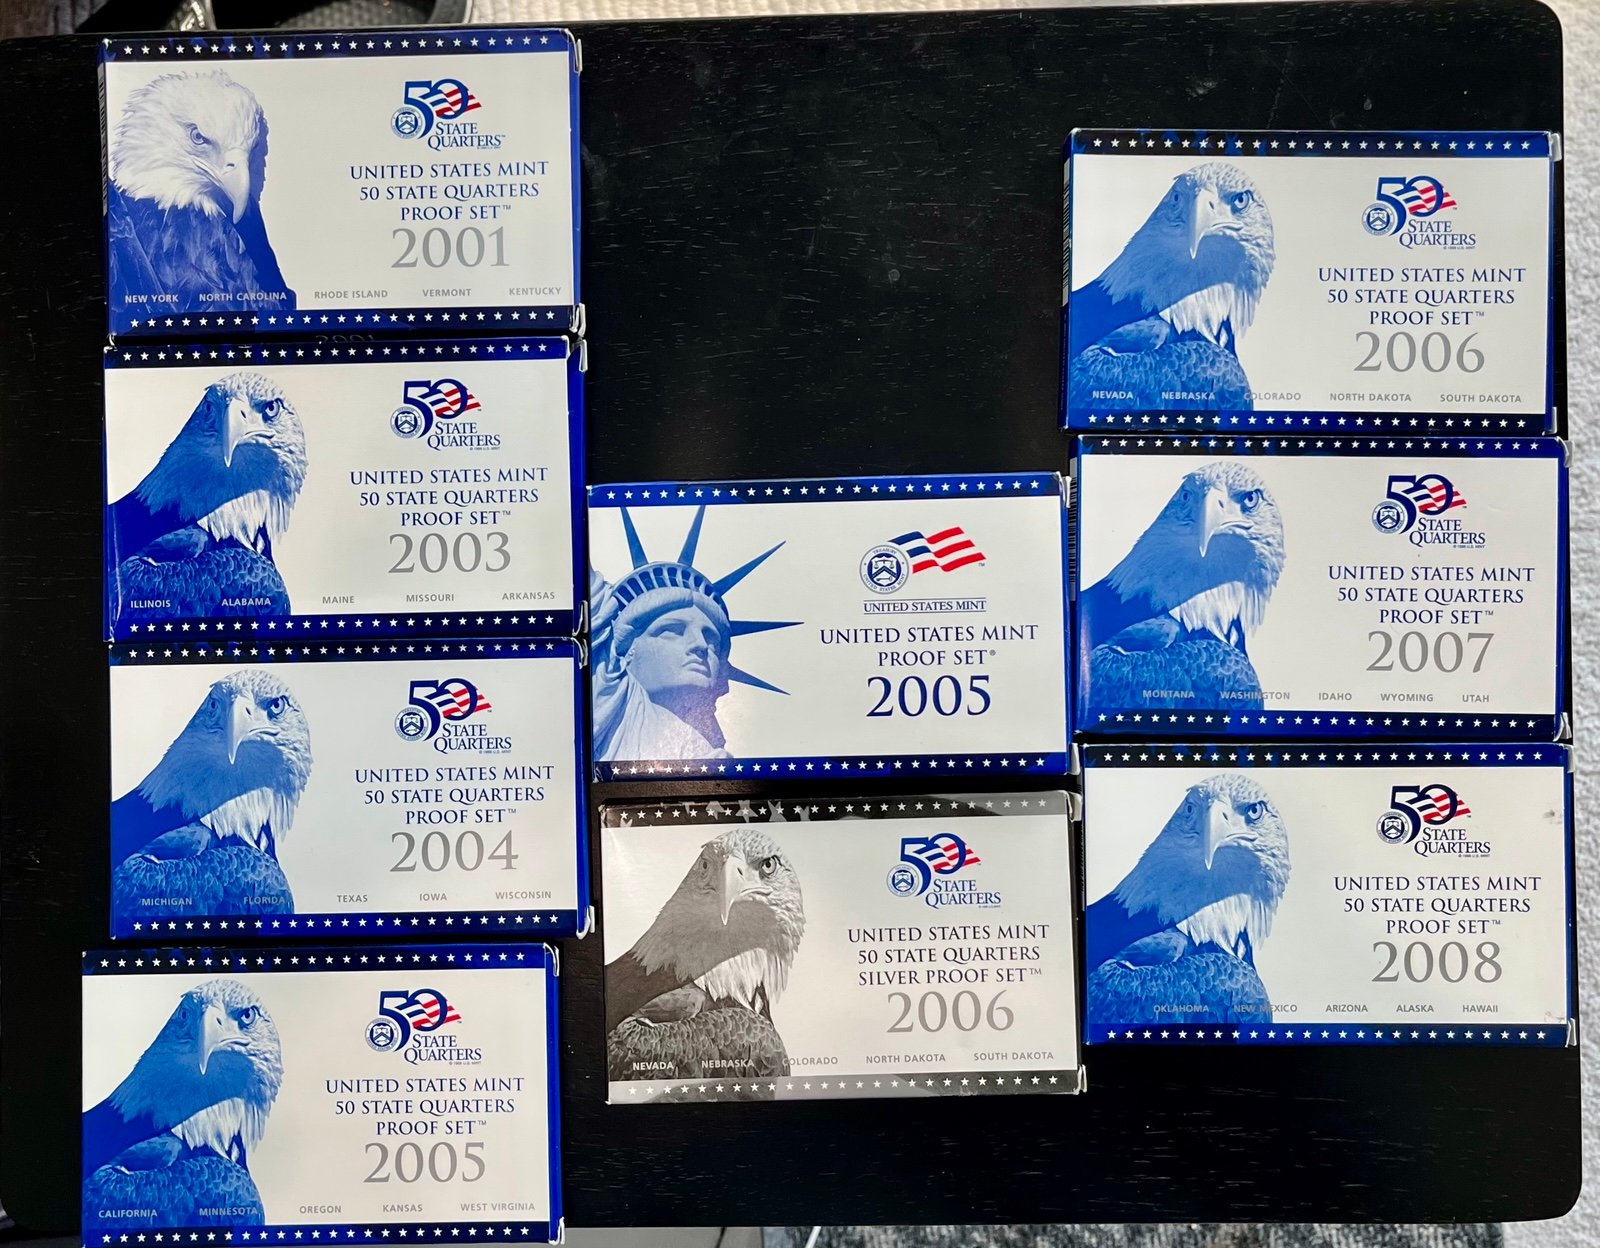 50
STATE
QUARTERS™
UNITED STATES MINT
50 STATE QUARTERS
PROOF SET™
2001
NEW YORK NORTH CAROLINA RHODE ISLAND VERMONT KENTUCKY
50
STATE
QUARTERS
UNITED STATES MINT
50 STATE QUARTERS
PROOF SET™
2003
ILLINOIS ALABAMA MAINE MISSOURI ARKANSAS
50
STATE
QUARTERS
UNITED STATES MINT
50 STATE QUARTERS
PROOF SET™
2004
MICHIGAN FLORIDA TEXAS IOWA WISCONSIN
50
STATE
QUARTERS
UNITED STATES MINT
50 STATE QUARTERS
PROOF SET™
2005
CALIFORNIA MINNESOTA OREGON KANSAS WEST VIRGINIA
UNITED STATES MINT
UNITED STATES MINT
PROOF SET®
2005
50
STATE
QUARTERS
UNITED STATES MINT
50 STATE QUARTERS
SILVER PROOF SET™
2006
NEVADA NEBRASKA COLORADO NORTH DAKOTA SOUTH DAKOTA
50
STATE
QUARTERS
UNITED STATES MINT
50 STATE QUARTERS
PROOF SET™
2006
NEVADA NEBRASKA COLORADO NORTH DAKOTA SOUTH DAKOTA
50
STATE
QUARTERS
UNITED STATES MINT
50 STATE QUARTERS
PROOF SET™
2007
MONTANA WASHINGTON IDAHO WYOMING UTAH
50
STATE
QUARTERS
UNITED STATES MINT
50 STATE QUARTERS
PROOF SET™
2008
OKLAHOMA NEW MEXICO ARIZONA ALASKA HAWAII